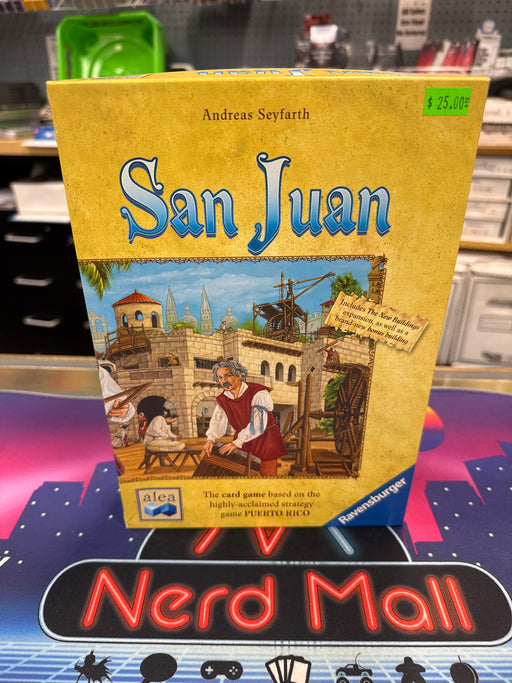 $ 25.00
Andreas Seyfarth
San Juan
Includes The New Buildings
expansion, as well as a
brand-new bonus building
alea
The card game based on the
highly-acclaimed strategy
game PUERTO RICO
Ravensburger
Nerd Mall